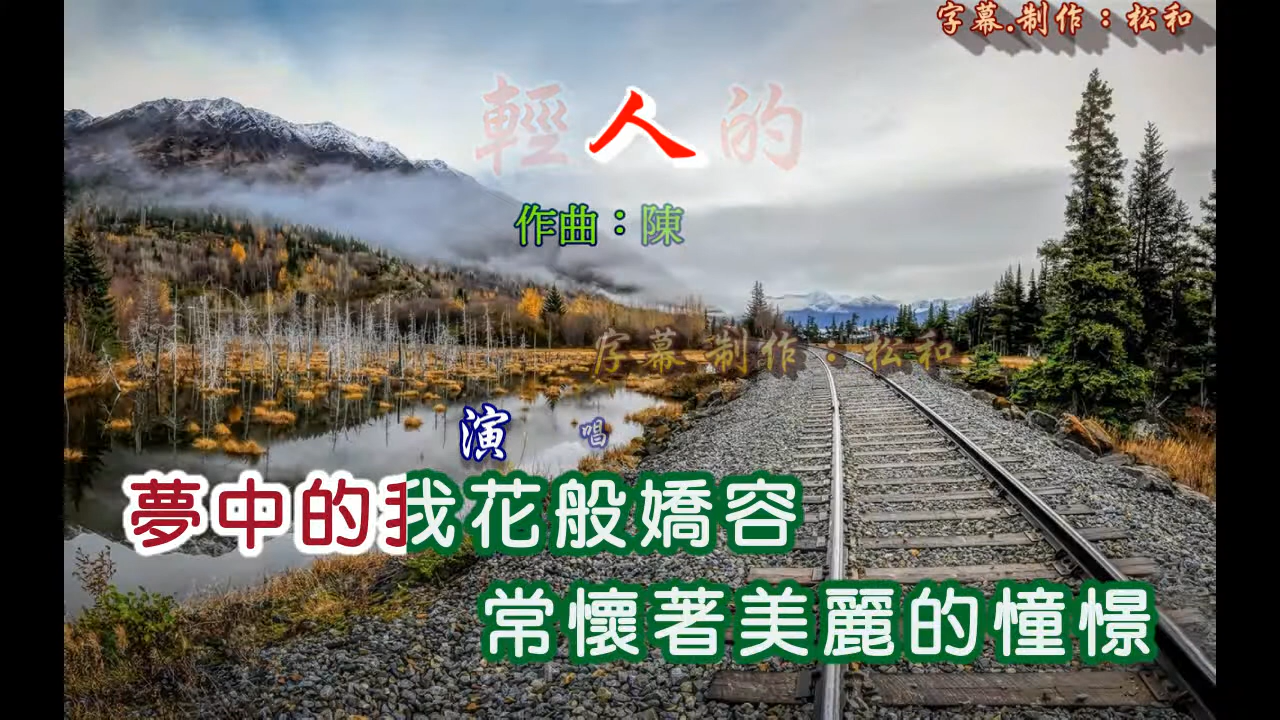 字幕.制作：松和
輕人的
作曲：陳
字幕.制作：松和
演 唱
夢中的我花般嬌容
常懷著美麗的憧憬